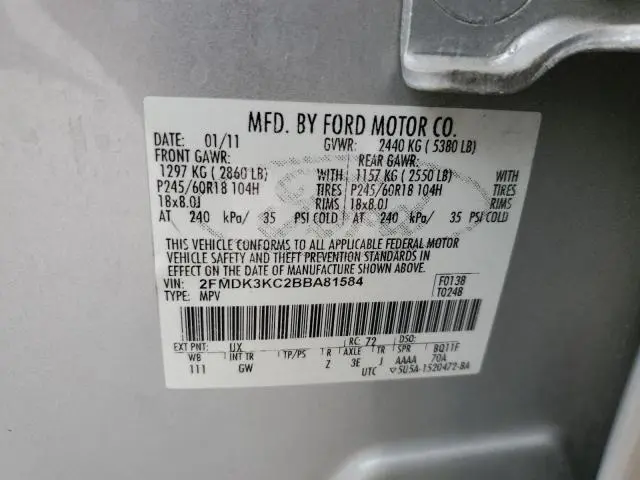 MFD. BY FORD MOTOR CO.
DATE: 01/11 GVWR: 2440 KG ( 5380 LB)
FRONT GAWR: REAR GAWR:
1297 KG ( 2860 LB) WITH 1157 KG ( 2550 LB) WITH
P245/60R18 104H TIRES P245/60R18 104H TIRES
18x8.0J RIMS 18x8.0J RIMS
AT 240 kPa/ 35 PSI COLD AT 240 kPa/ 35 PSI COLD
THIS VEHICLE CONFORMS TO ALL APPLICABLE FEDERAL MOTOR
VEHICLE SAFETY AND THEFT PREVENTION STANDARDS IN
EFFECT ON THE DATE OF MANUFACTURE SHOWN ABOVE.
VIN: 2FMDK3KC2BBA81584 F0138
TYPE: MPV T0248
EXT PNT: UX RC: 72 DSO:
WB INT TR TP/PS R AXLE TR SPR BQ11F
111 GW Z 3E J AAAA 70A
UTC 5U5A-1520472-BA